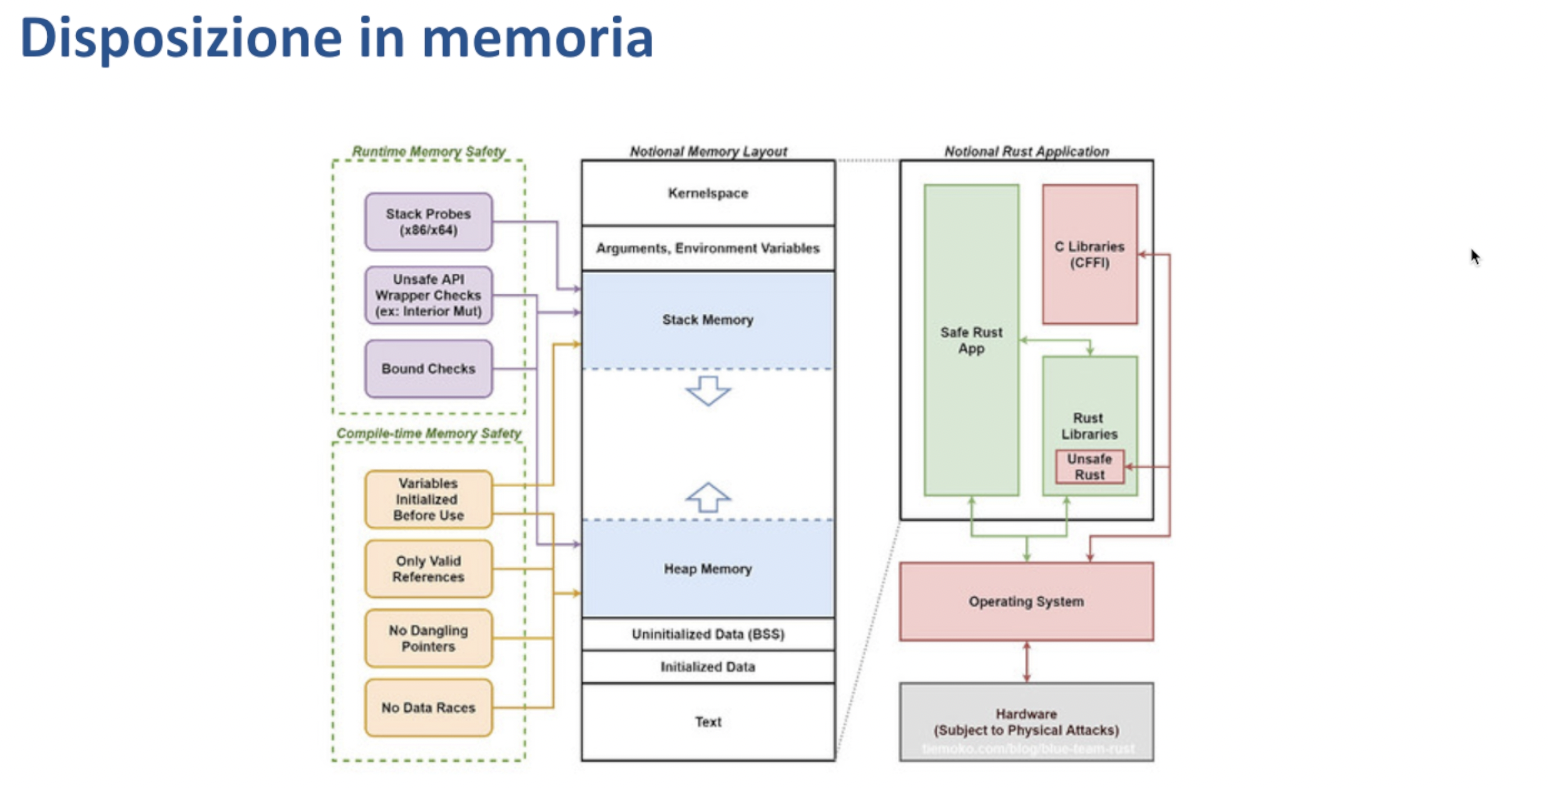 Disposizione in memoria
Runtime Memory Safety
Stack Probes
(x86/x64)
Unsafe API
Wrapper Checks
(ex: Interior Mut)
Bound Checks
Compile-time Memory Safety
Variables
Initialized
Before Use
Only Valid
References
No Dangling
Pointers
No Data Races
Notional Memory Layout
Kernelspace
Arguments, Environment Variables
Stack Memory
Heap Memory
Uninitialized Data (BSS)
Initialized Data
Text
Notional Rust Application
Safe Rust
App
C Libraries
(CFFI)
Rust
Libraries
Unsafe
Rust
Operating System
Hardware
(Subject to Physical Attacks)
tiemoko.com/blog/blue-team-rust